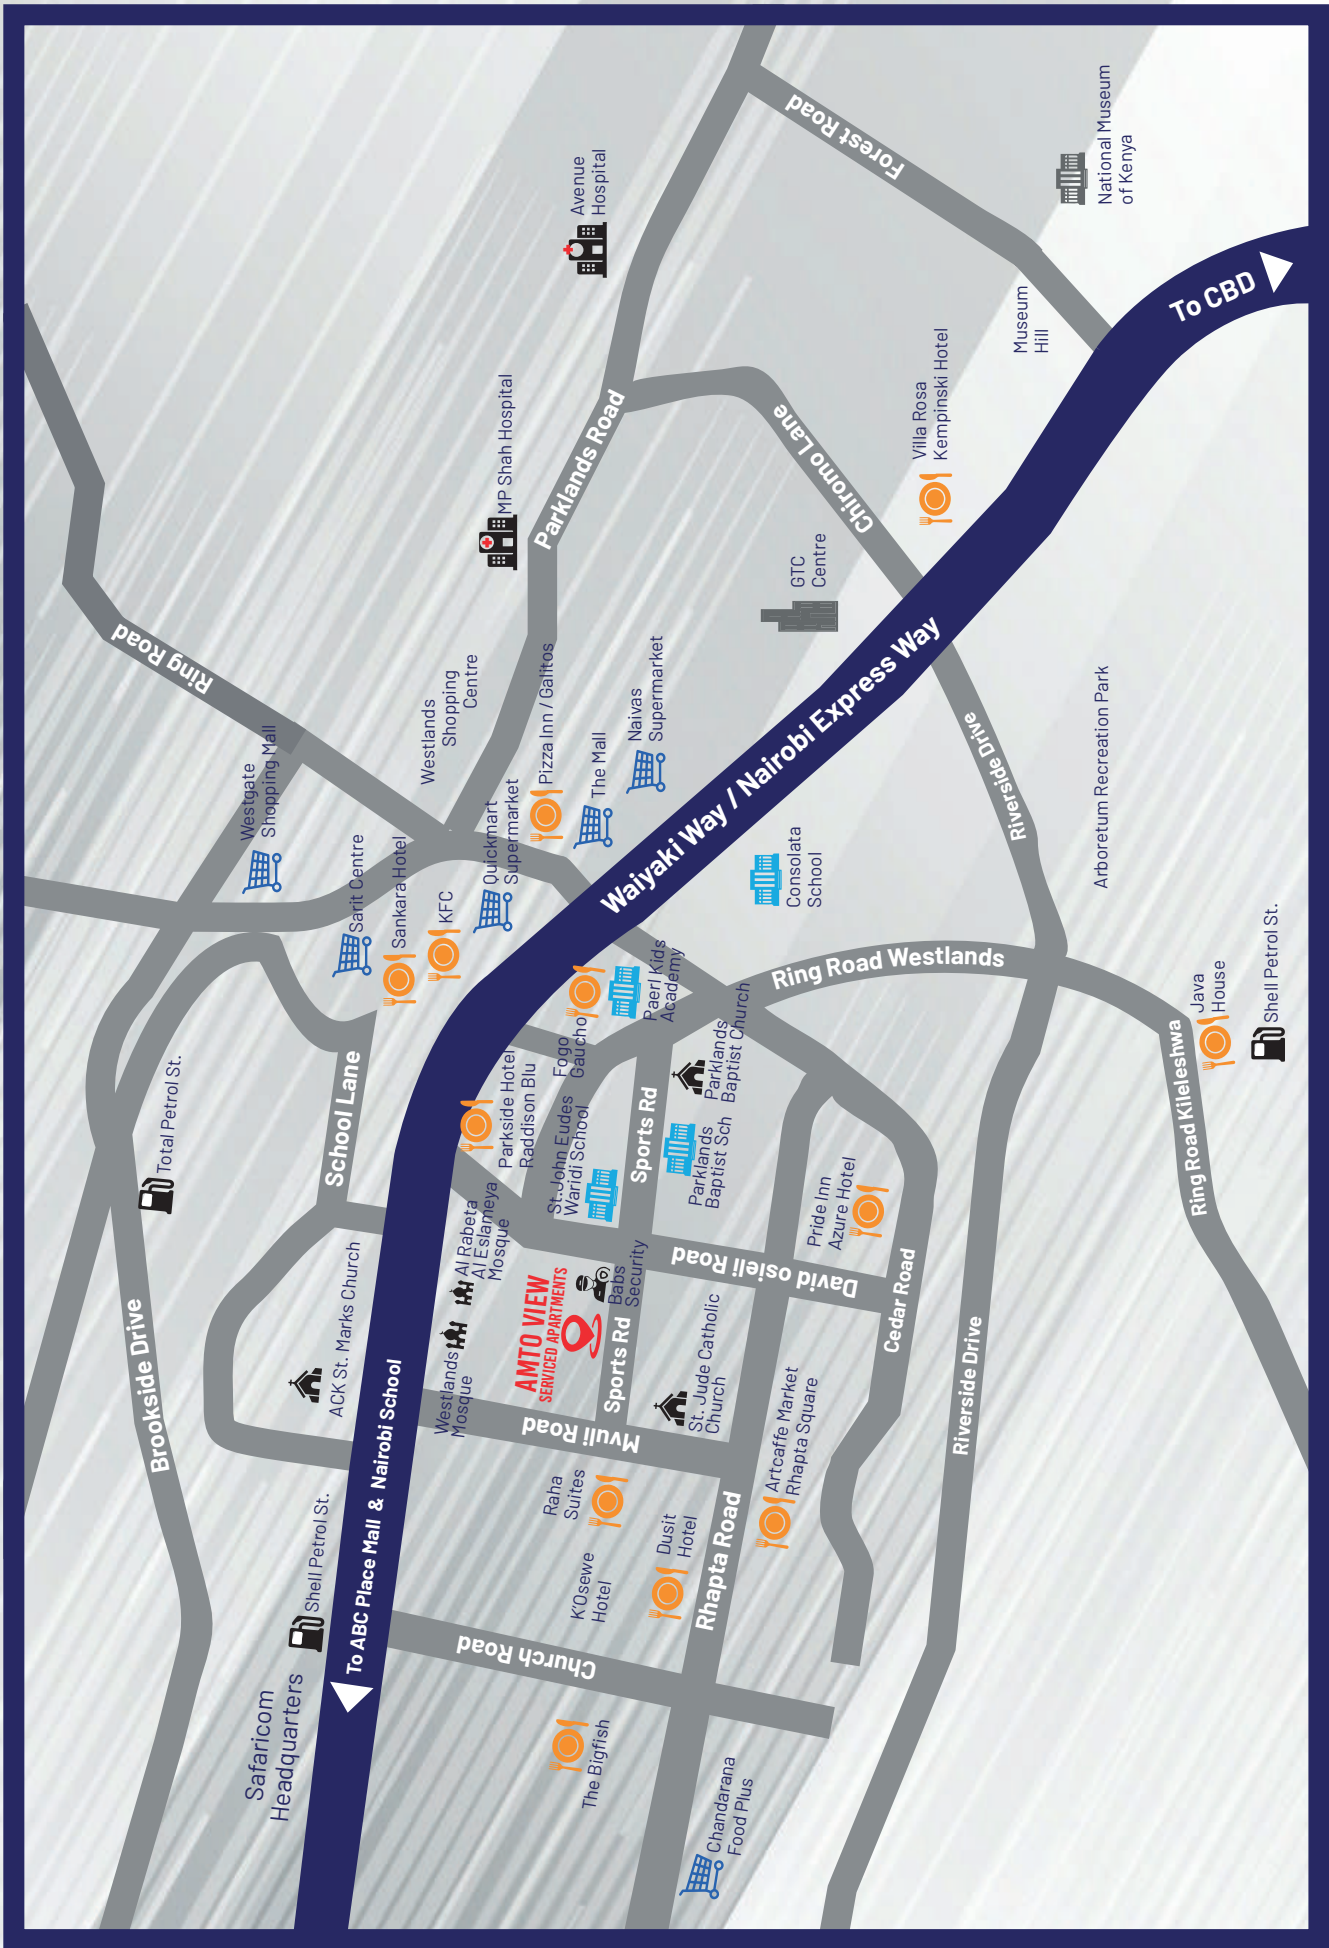 Forest Road
National Museum
of Kenya
Avenue
Hospital
To CBD
Museum
Hill
Villa Rosa
Kempinski Hotel
MP Shah Hospital
Parklands Road
Chiromo Lane
GTC
Centre
Ring Road
Westlands
Shopping
Centre
Pizza Inn / Galitos
Naivas
Supermarket
The Mall
Quickmart
Supermarket
Westgate
Shopping Mall
Sarit Centre
Sankara Hotel
KFC
Waiyaki Way / Nairobi Express Way
Riverside Drive
Arboretum Recreation Park
Consolata
School
Ring Road Westlands
Java
House
Shell Petrol St.
Ring Road Kileleshwa
Paerl Kids
Academy
Fogo
Gaucho
Parklands
Baptist Church
Parkside Hotel
Raddison Blu
St. John Eudes
Waridi School
Sports Rd
Parklands
Baptist Sch
Total Petrol St.
School Lane
Pride Inn
Azure Hotel
Al Rabeta
Al Eslameya
Mosque
Babs
Security
David osieli Road
Cedar Road
AMTO VIEW
SERVICED APARTMENTS
ACK St. Marks Church
Brookside Drive
Westlands
Mosque
Sports Rd
St. Jude Catholic
Church
Riverside Drive
Mvuli Road
Artcaffe Market
Rhapta Square
Raha
Suites
Dusit
Hotel
K'Osewe
Hotel
Rhapta Road
Shell Petrol St.
To ABC Place Mall & Nairobi School
Church Road
Safaricom
Headquarters
The Bigfish
Chandarana
Food Plus